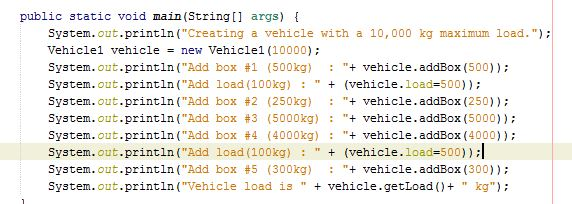 public static void main(String[] args) {
System.out.println("Creating a vehicle with a 10,000 kg maximum load.");
Vehicle1 vehicle = new Vehicle1(10000);
System.out.println("Add box #1 (500kg)  : "+ vehicle.addBox(500));
System.out.println("Add load(100kg) : " + (vehicle.load=500));
System.out.println("Add box #2 (250kg)  : "+ vehicle.addBox(250));
System.out.println("Add box #3 (5000kg) : "+ vehicle.addBox(5000));
System.out.println("Add box #4 (4000kg) : "+ vehicle.addBox(4000));
System.out.println("Add load(100kg) : " + (vehicle.load=500));
System.out.println("Add box #5 (300kg)  : "+vehicle.addBox(300));
System.out.println("Vehicle load is " + vehicle.getLoad()+ " kg");
}